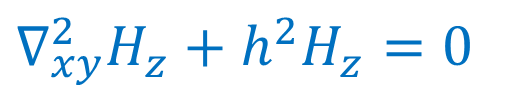 ∇²ₓᵧH_z + h²H_z = 0